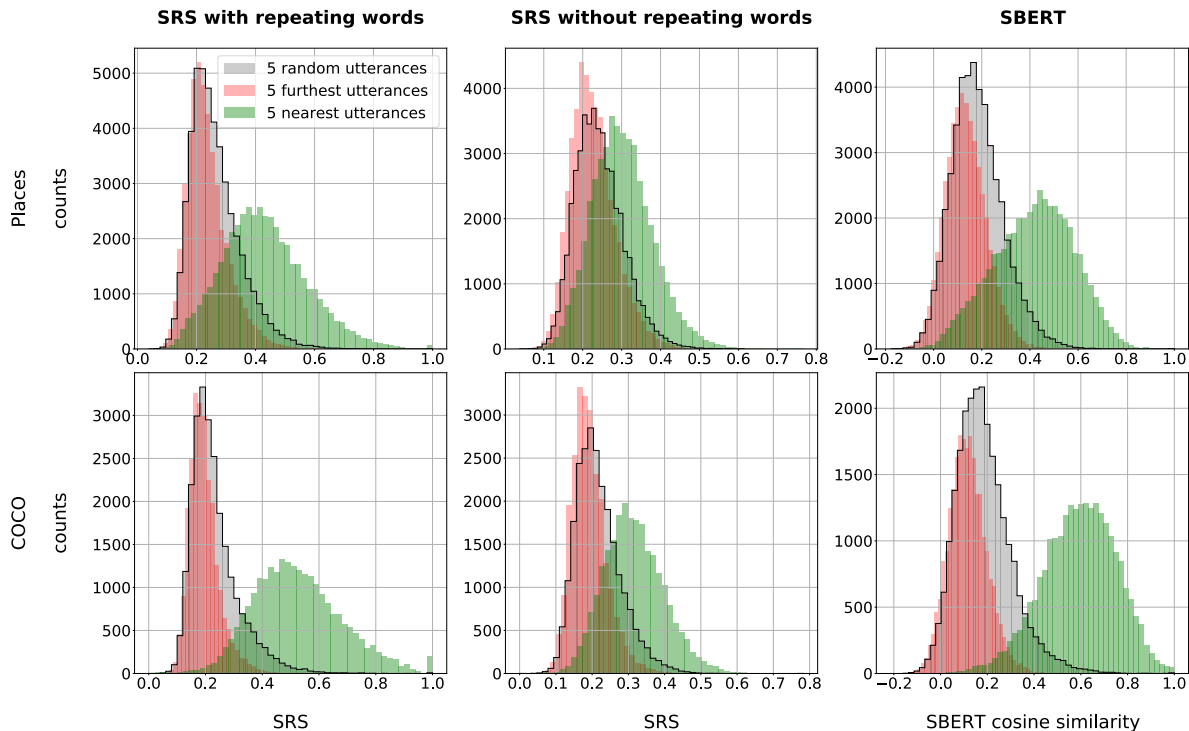 SRS with repeating words
SRS without repeating words
SBERT
5 random utterances
5 furthest utterances
5 nearest utterances
Places
counts
5000
4000
3000
2000
1000
0
0.0 0.2 0.4 0.6 0.8 1.0
4000
3000
2000
1000
0
0.1 0.2 0.3 0.4 0.5 0.6 0.7 0.8
4000
3000
2000
1000
0
−0.2 0.0 0.2 0.4 0.6 0.8 1.0
COCO
counts
3000
2500
2000
1500
1000
500
0
0.0 0.2 0.4 0.6 0.8 1.0
SRS
3500
3000
2500
2000
1500
1000
500
0
0.0 0.1 0.2 0.3 0.4 0.5 0.6 0.7 0.8
SRS
2000
1500
1000
500
0
−0.2 0.0 0.2 0.4 0.6 0.8 1.0
SBERT cosine similarity